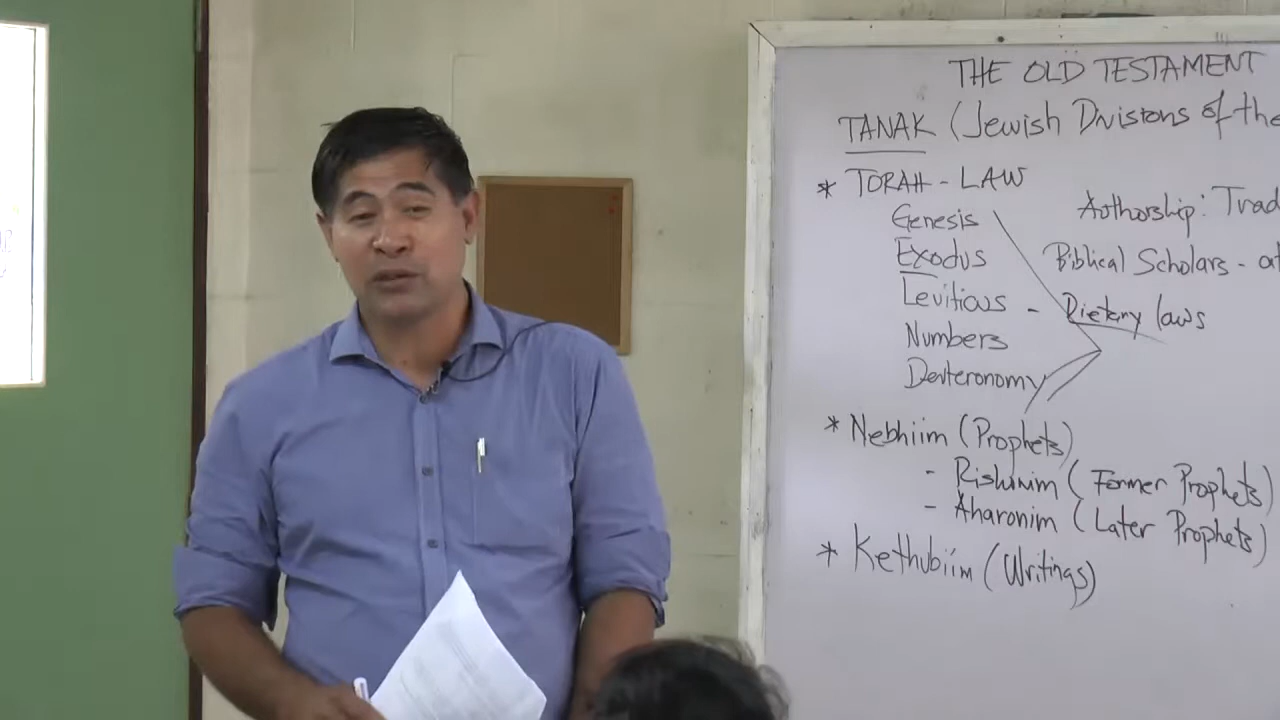 THE OLD TESTAMENT
TANAK (Jewish Divisions of the
* TORAH - LAW
Authorship: Trad
Genesis
Exodus
Biblical Scholars -
Leviticus - Dietary laws
Numbers
Deuteronomy
* Nebhiim (Prophets)
- Rishonim (Former Prophets)
- Aharonim (Later Prophets)
* Kethubiim (Writings)